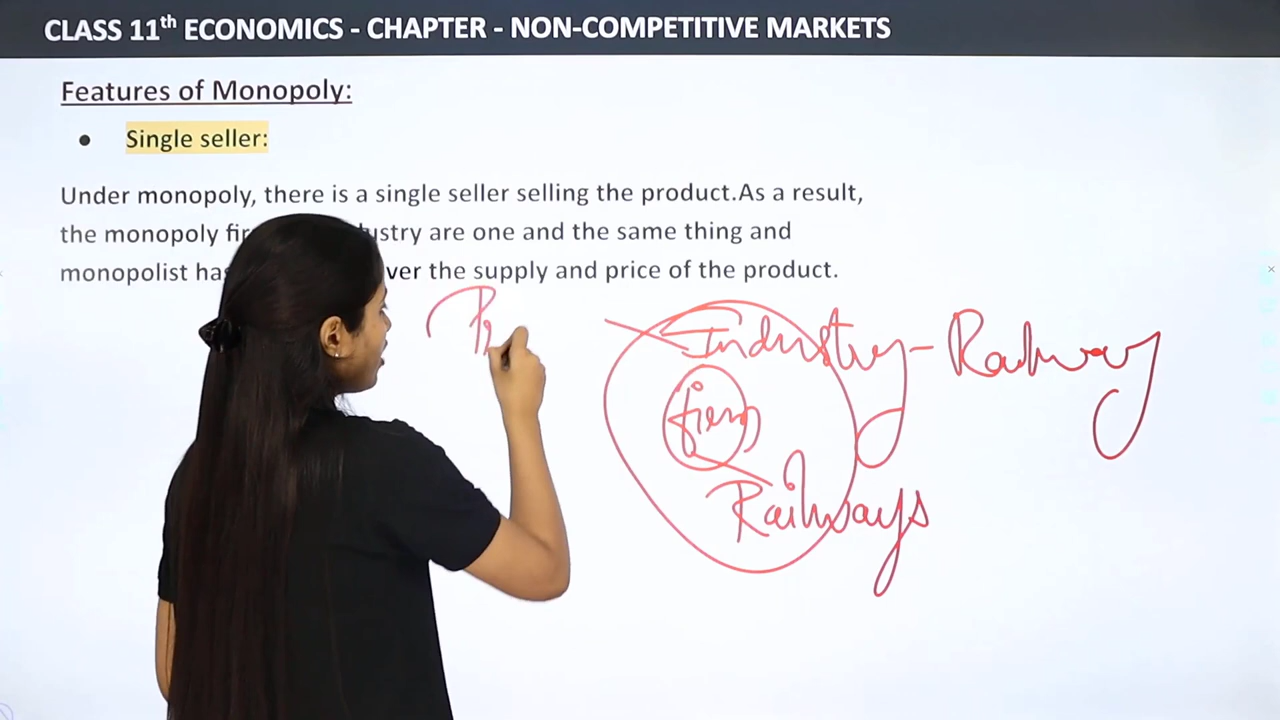 CLASS 11th ECONOMICS - CHAPTER - NON-COMPETITIVE MARKETS
Features of Monopoly:
● Single seller:
Under monopoly, there is a single seller selling the product.As a result,
the monopoly fir ustry are one and the same thing and
monopolist ha ver the supply and price of the product.
Industry - Railway
firm
Railways